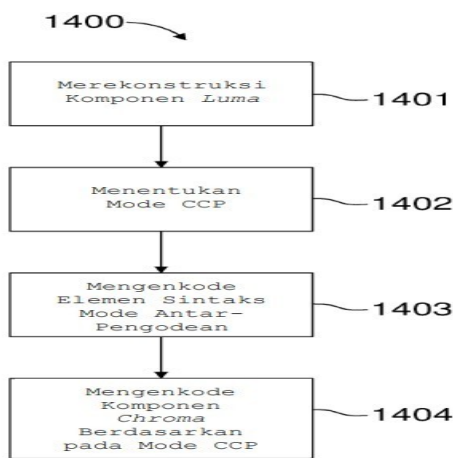 1400
Merekonstruksi
Komponen Luma
1401
Menentukan
Mode CCP
1402
Mengenkode
Elemen Sintaks
Mode Antar-
Pengodean
1403
Mengenkode
Komponen
Chroma
Berdasarkan
pada Mode CCP
1404